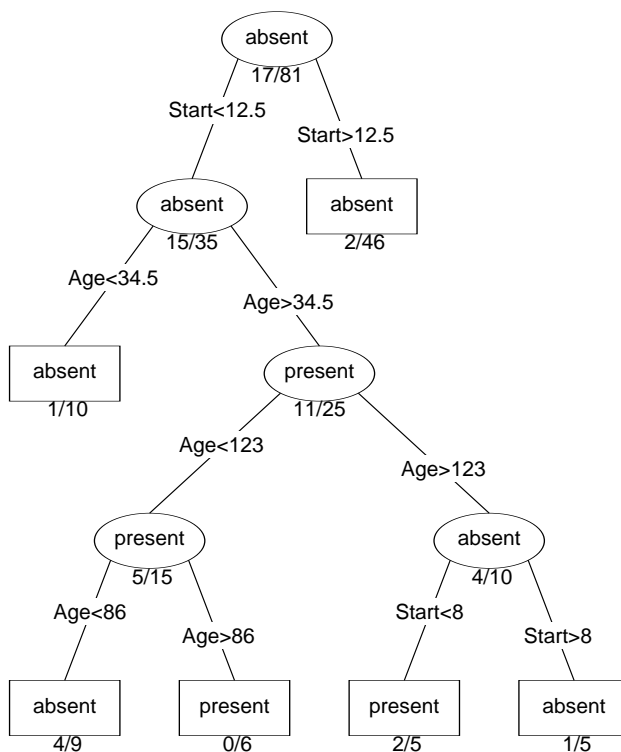 absent
17/81
Start<12.5
Start>12.5
absent
15/35
absent
2/46
Age<34.5
Age>34.5
absent
1/10
present
11/25
Age<123
Age>123
present
5/15
absent
4/10
Age<86
Age>86
Start<8
Start>8
absent
4/9
present
0/6
present
2/5
absent
1/5